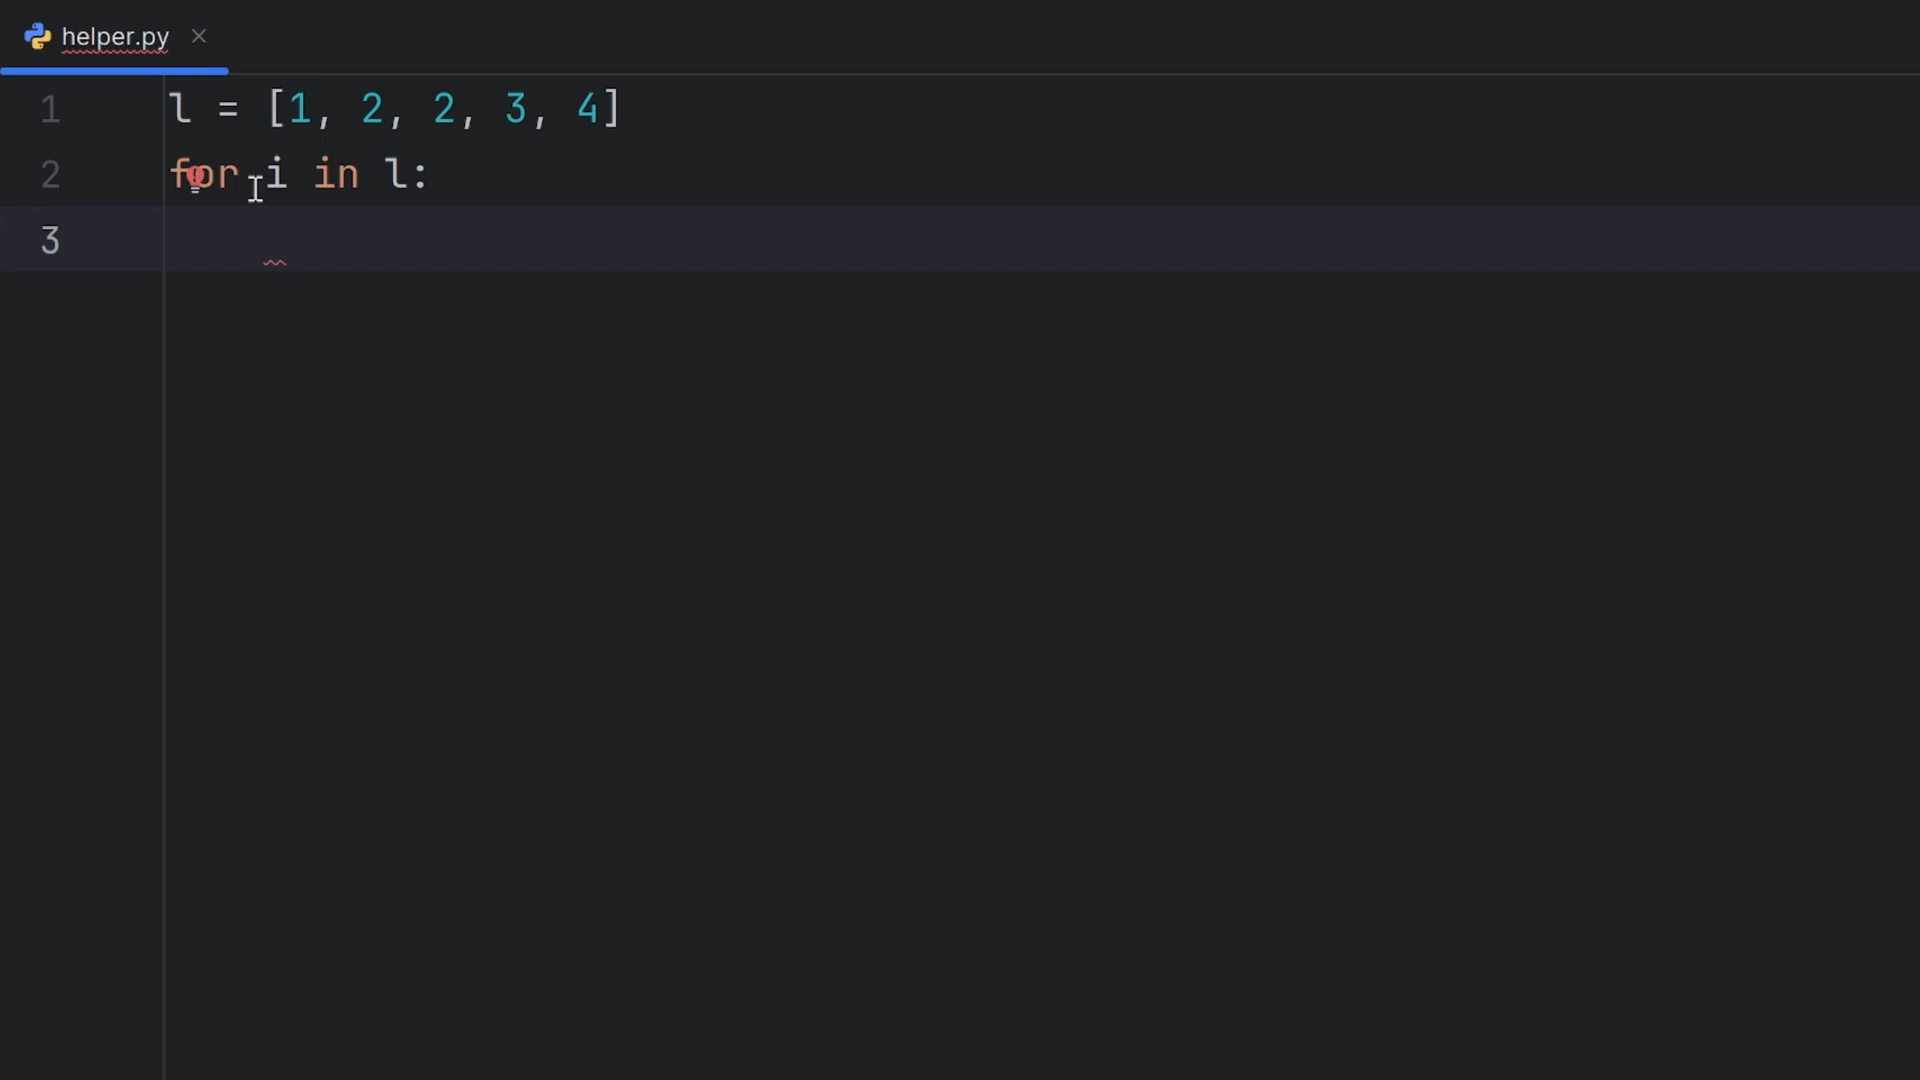 helper.py
1 l = [1, 2, 2, 3, 4]
2 for i in l:
3